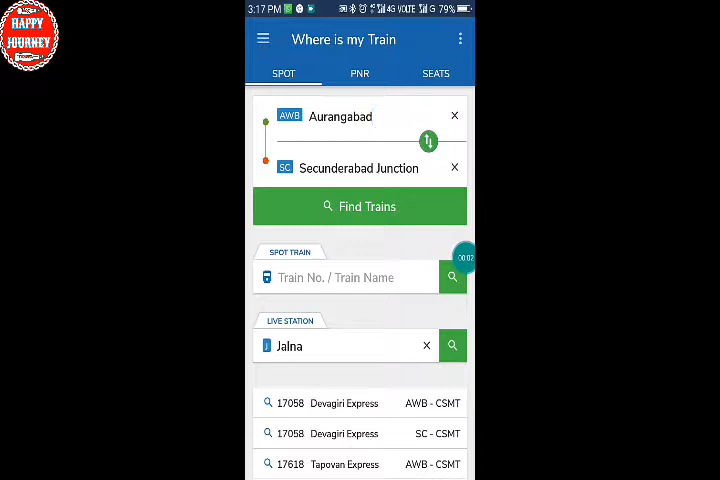 HAPPY
JOURNEY
3:17 PM 4G VOLTE G 79%
Where is my Train
SPOT PNR SEATS
AWB Aurangabad X
SC Secunderabad Junction X
Find Trains
00:02
SPOT TRAIN
Train No. / Train Name
LIVE STATION
J Jalna X
17058 Devagiri Express AWB - CSMT
17058 Devagiri Express SC - CSMT
17618 Tapovan Express AWB - CSMT